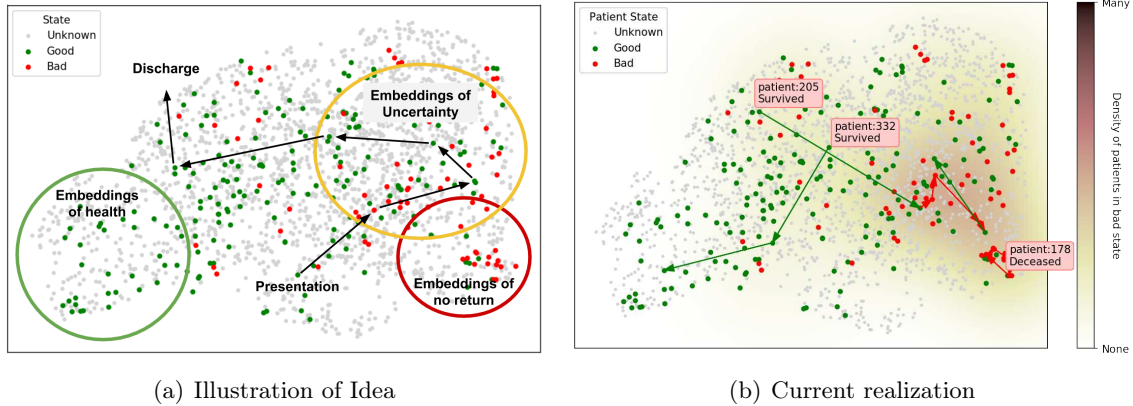 State
Unknown
Good
Bad
Discharge
Embeddings of
Uncertainty
Embeddings
of health
Presentation
Embeddings of
no return
(a) Illustration of Idea
Patient State
Unknown
Good
Bad
patient:205
Survived
patient:332
Survived
patient:178
Deceased
Many
Density of patients in bad state
None
(b) Current realization